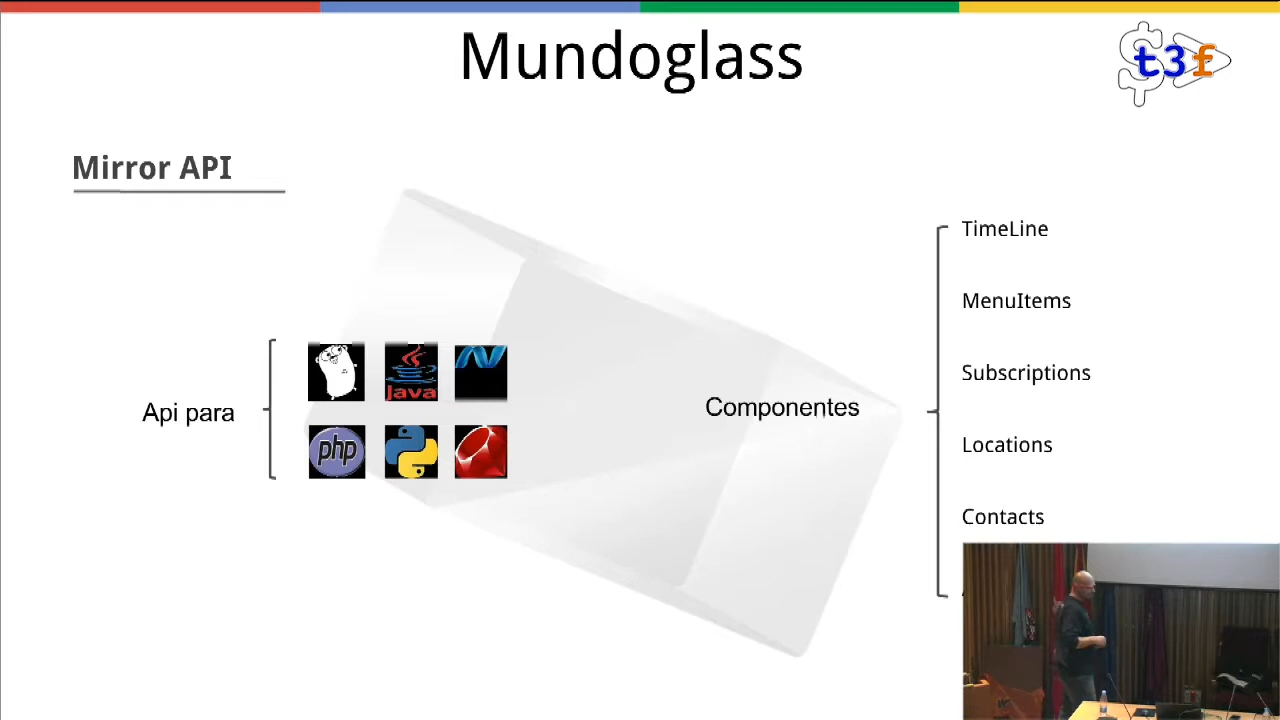 Mundoglass
t3f
Mirror API
TimeLine
MenuItems
Java
Subscriptions
Api para
php
Componentes
Locations
Contacts